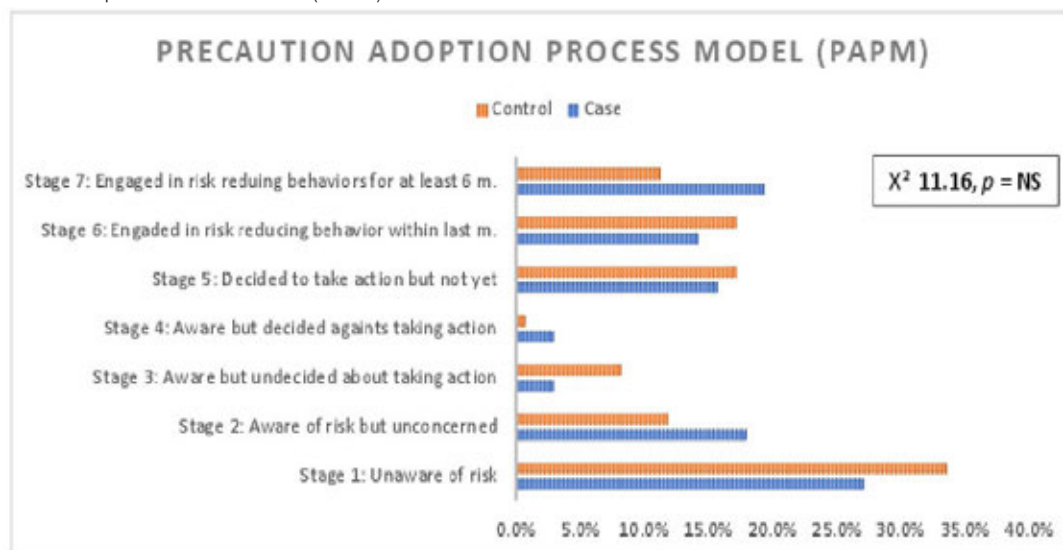 PRECAUTION ADOPTION PROCESS MODEL (PAPM)
Control Case
Stage 7: Engaged in risk reduing behaviors for at least 6 m.
X² 11.16, p = NS
Stage 6: Engaded in risk reducing behavior within last m.
Stage 5: Decided to take action but not yet
Stage 4: Aware but decided againts taking action
Stage 3: Aware but undecided about taking action
Stage 2: Aware of risk but unconcerned
Stage 1: Unaware of risk
0.0% 5.0% 10.0% 15.0% 20.0% 25.0% 30.0% 35.0% 40.0%